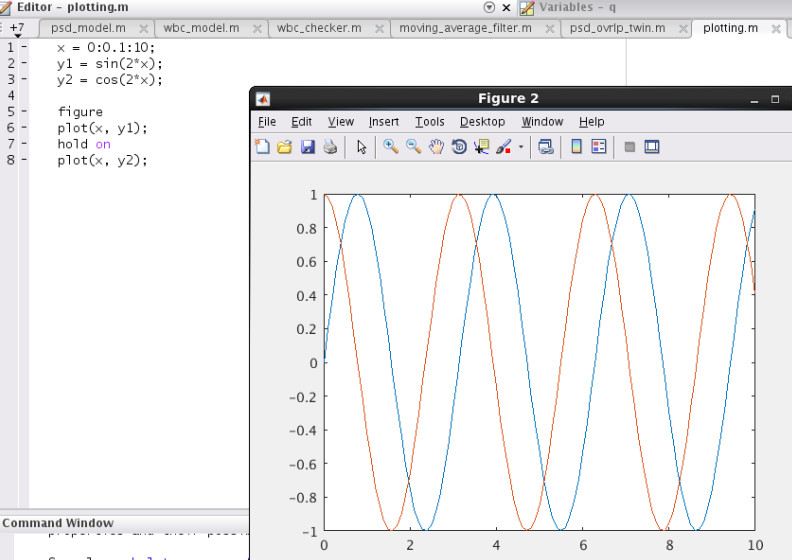 Editor - plotting.m
Variables - q
+7 psd_model.m wbc_model.m wbc_checker.m moving_average_filter.m psd_ovrlp_twin.m plotting.m
1 - x = 0:0.1:10;
2 - y1 = sin(2*x);
3 - y2 = cos(2*x);
4
5 - figure
6 - plot(x, y1);
7 - hold on
8 - plot(x, y2);
Figure 2
File Edit View Insert Tools Desktop Window Help
1
0.8
0.6
0.4
0.2
0
-0.2
-0.4
-0.6
-0.8
-1
0 2 4 6 8 10
Command Window